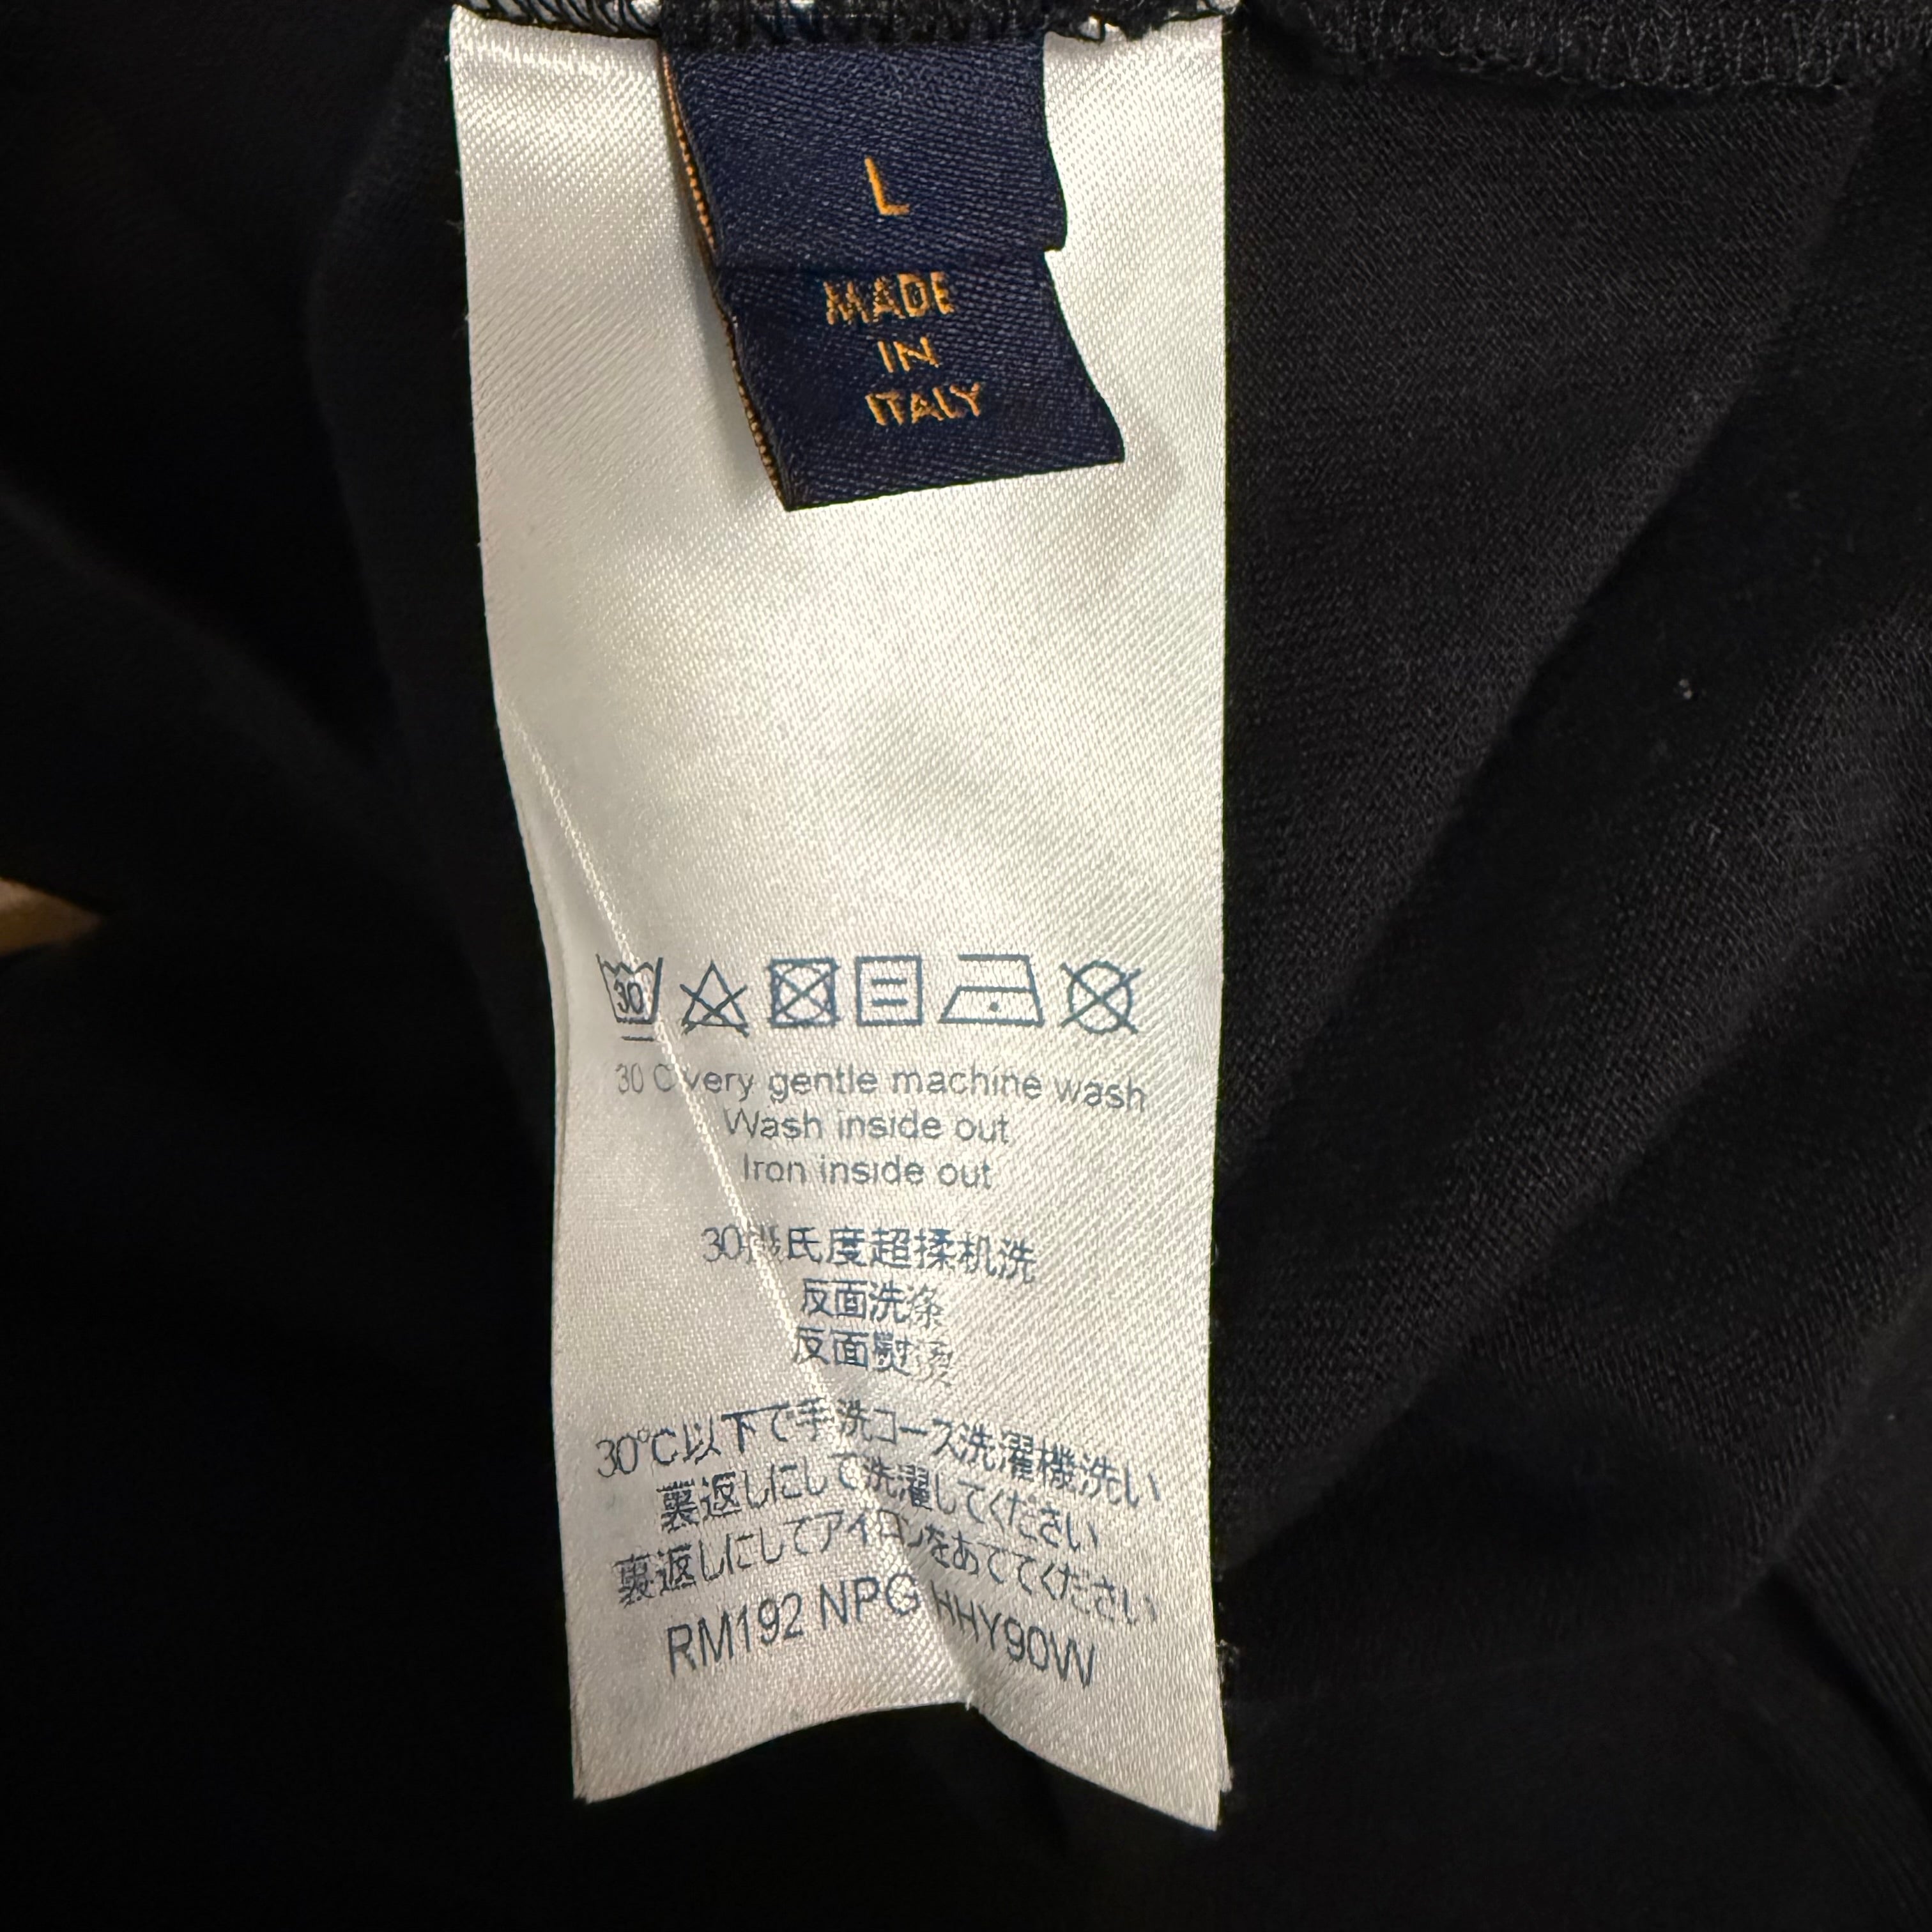 L
MADE
IN
ITALY
30
30 C very gentle machine wash
Wash inside out
Iron inside out
30摄氏度超揉机洗
反面洗涤
反面熨烫
30℃以下で手洗コース洗濯機洗い
裏返しにして洗濯してください
裏返しにしてアイロンをあててください
RM192 NPG HHY90W